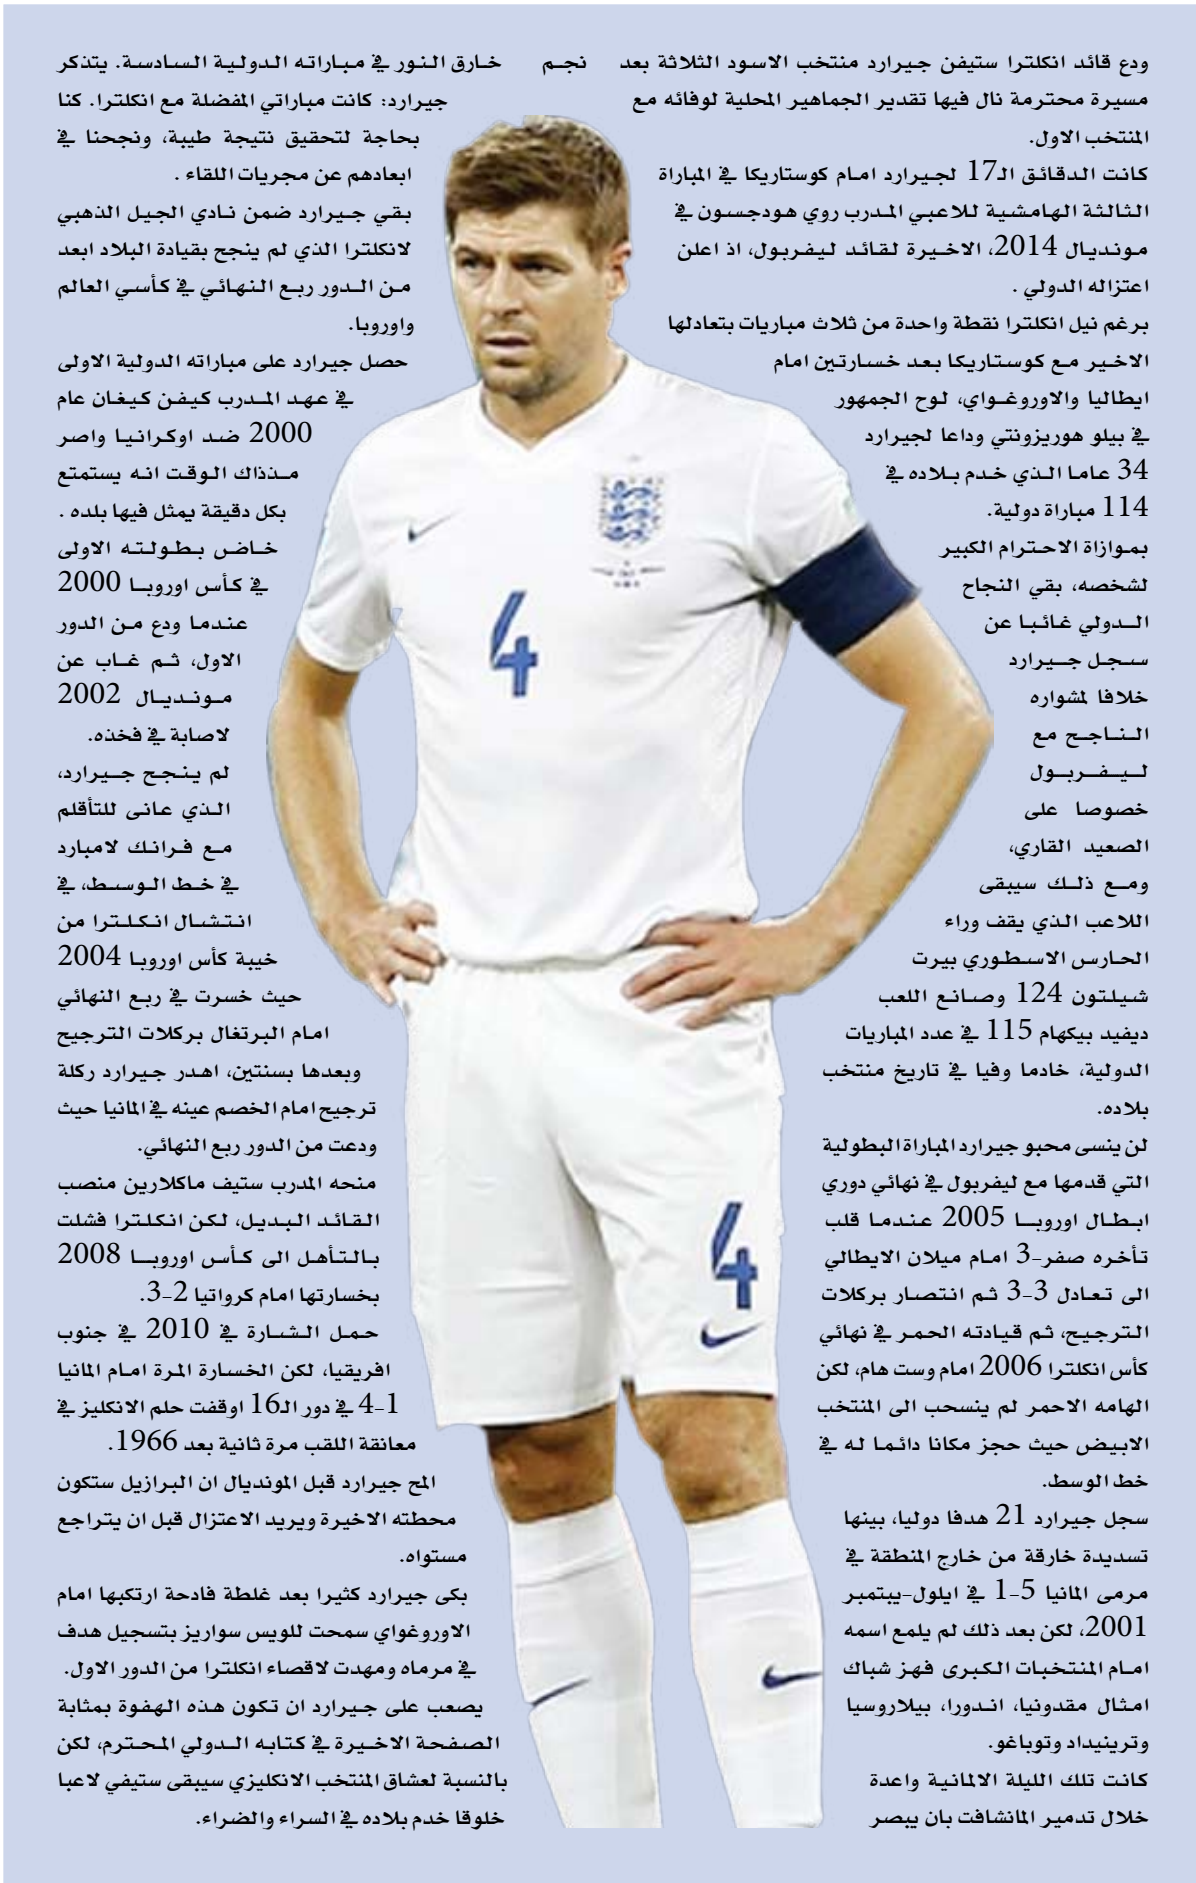 ودع قائد انكلترا ستيفن جيرارد منتخب الاسود الثلاثة بعد
مسيرة محترمة نال فيها تقدير الجماهير المحلية لوفائه مع
المنتخب الاول.
كانت الدقائق الـ17 لجيرارد امام كوستاريكا في المباراة
الثالثة الهامشية للاعبي المدرب روي هودجسون في
مونديال 2014، الاخيرة لقائد ليفربول، اذ اعلن
اعتزاله الدولي .
برغم نيل انكلترا نقطة واحدة من ثلاث مباريات بتعادلها
الاخير مع كوستاريكا بعد خسارتين امام
ايطاليا والاوروغواي، لوح الجمهور
في بيلو هوريزونتي وداعا لجيرارد
34 عاما الذي خدم بلاده في
114 مباراة دولية.
بموازاة الاحترام الكبير
لشخصه، بقي النجاح
الدولي غائبا عن
سجل جيرارد
خلافا لمشواره
الناجح مع
ليفربول
خصوصا على
الصعيد القاري،
ومع ذلك سيبقى
اللاعب الذي يقف وراء
الحارس الاسطوري بيرت
شيلتون 124 وصانع اللعب
ديفيد بيكهام 115 في عدد المباريات
الدولية، خادما وفيا في تاريخ منتخب
بلاده.
لن ينسى محبو جيرارد المباراة البطولية
التي قدمها مع ليفربول في نهائي دوري
ابطال اوروبا 2005 عندما قلب
تأخره صفر-3 امام ميلان الايطالي
الى تعادل 3-3 ثم انتصار بركلات
الترجيح، ثم قيادته الحمر في نهائي
كأس انكلترا 2006 امام وست هام، لكن
الهامه الاحمر لم ينسحب الى المنتخب
الابيض حيث حجز مكانا دائما له في
خط الوسط.
سجل جيرارد 21 هدفا دوليا، بينها
تسديدة خارقة من خارج المنطقة في
مرمى المانيا 5-1 في ايلول-يبتمبر
2001، لكن بعد ذلك لم يلمع اسمه
امام المنتخبات الكبرى فهز شباك
امثال مقدونيا، اندورا، بيلاروسيا
وترينيداد وتوباغو.
كانت تلك الليلة الالمانية واعدة
خلال تدمير المانشافت بان يبصر
نجم خارق النور في مباراته الدولية السادسة. يتذكر
جيرارد: كانت مباراتي المفضلة مع انكلترا. كنا
بحاجة لتحقيق نتيجة طيبة، ونجحنا في
ابعادهم عن مجريات اللقاء .
بقي جيرارد ضمن نادي الجيل الذهبي
لانكلترا الذي لم ينجح بقيادة البلاد ابعد
من الدور ربع النهائي في كأسي العالم
واوروبا.
حصل جيرارد على مباراته الدولية الاولى
في عهد المدرب كيفن كيغان عام
2000 ضد اوكرانيا واصر
مذذاك الوقت انه يستمتع
بكل دقيقة يمثل فيها بلده .
خاض بطولته الاولى
في كأس اوروبا 2000
عندما ودع من الدور
الاول، ثم غاب عن
مونديال 2002
لاصابة في فخذه.
لم ينجح جيرارد،
الذي عانى للتأقلم
مع فرانك لامبارد
في خط الوسط، في
انتشال انكلترا من
خيبة كأس اوروبا 2004
حيث خسرت في ربع النهائي
امام البرتغال بركلات الترجيح
وبعدها بسنتين، اهدر جيرارد ركلة
ترجيح امام الخصم عينه في المانيا حيث
ودعت من الدور ربع النهائي.
منحه المدرب ستيف ماكلارين منصب
القائد البديل، لكن انكلترا فشلت
بالتأهل الى كأس اوروبا 2008
بخسارتها امام كرواتيا 2-3.
حمل الشارة في 2010 في جنوب
افريقيا، لكن الخسارة المرة امام المانيا
1-4 في دور الـ16 اوقفت حلم الانكليز في
معانقة اللقب مرة ثانية بعد 1966.
المح جيرارد قبل المونديال ان البرازيل ستكون
محطته الاخيرة ويريد الاعتزال قبل ان يتراجع
مستواه.
بكى جيرارد كثيرا بعد غلطة فادحة ارتكبها امام
الاوروغواي سمحت للويس سواريز بتسجيل هدف
في مرماه ومهدت لاقصاء انكلترا من الدور الاول.
يصعب على جيرارد ان تكون هذه الهفوة بمثابة
الصفحة الاخيرة في كتابه الدولي المحترم، لكن
بالنسبة لعشاق المنتخب الانكليزي سيبقى ستيفي لاعبا
خلوقا خدم بلاده في السراء والضراء.
4
4